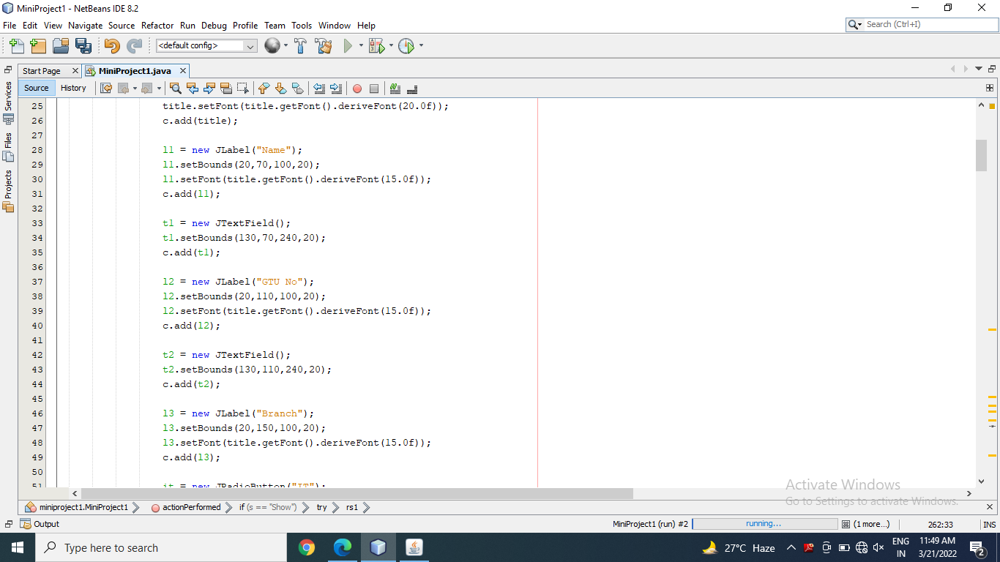 MiniProject1 - NetBeans IDE 8.2
File Edit View Navigate Source Refactor Run Debug Profile Team Tools Window Help
Search (Ctrl+I)
<default config>
Start Page MiniProject1.java
Source History
Services
Files
Projects
25 title.setFont(title.getFont().deriveFont(20.0f));
26 c.add(title);
27
28 l1 = new JLabel("Name");
29 l1.setBounds(20,70,100,20);
30 l1.setFont(title.getFont().deriveFont(15.0f));
31 c.add(l1);
32
33 t1 = new JTextField();
34 t1.setBounds(130,70,240,20);
35 c.add(t1);
36
37 l2 = new JLabel("GTU No");
38 l2.setBounds(20,110,100,20);
39 l2.setFont(title.getFont().deriveFont(15.0f));
40 c.add(l2);
41
42 t2 = new JTextField();
43 t2.setBounds(130,110,240,20);
44 c.add(t2);
45
46 l3 = new JLabel("Branch");
47 l3.setBounds(20,150,100,20);
48 l3.setFont(title.getFont().deriveFont(15.0f));
49 c.add(l3);
50
51 it = new JRadioButton("IT");
Activate Windows
Go to Settings to activate Windows.
miniproject1.MiniProject1 actionPerformed if (s == "Show") try rs1
Output MiniProject1 (run) #2 running... (1 more...) 262:33 INS
Type here to search 27°C Haze ENG IN 11:49 AM 3/21/2022 2